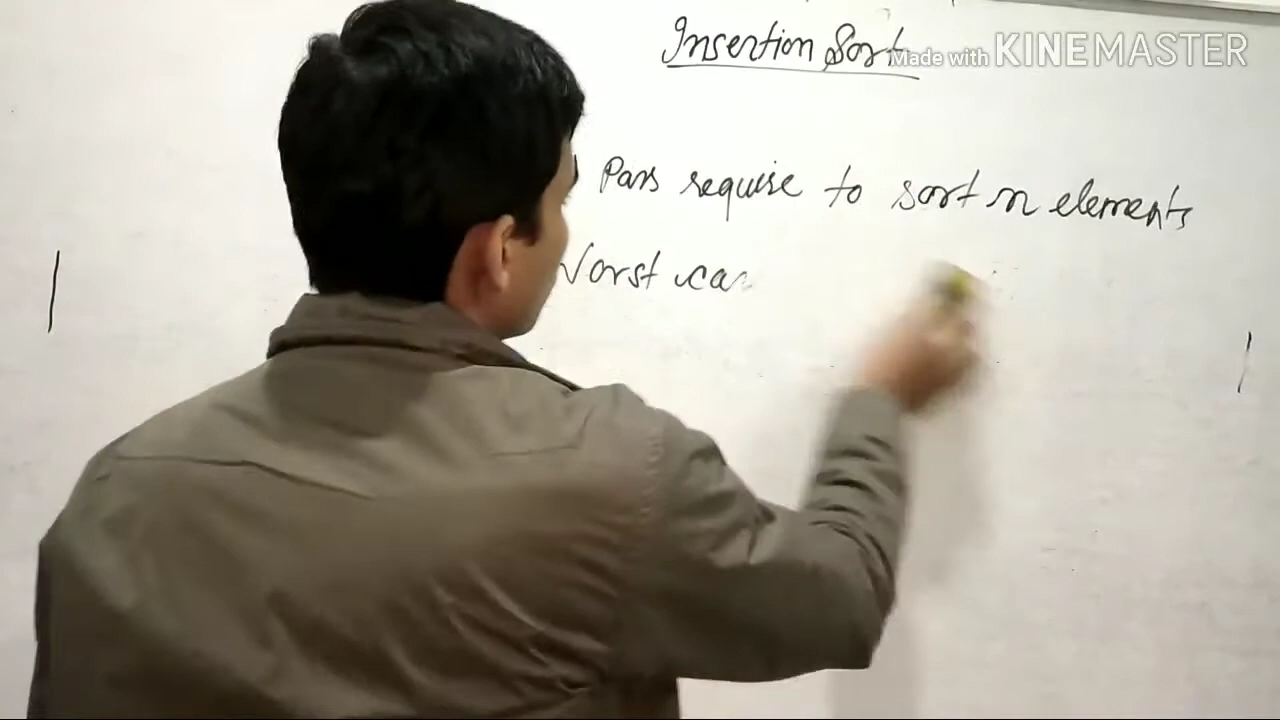 Insertion Sort
Made with KINEMASTER
Pass require to sort n elements
Worst ca